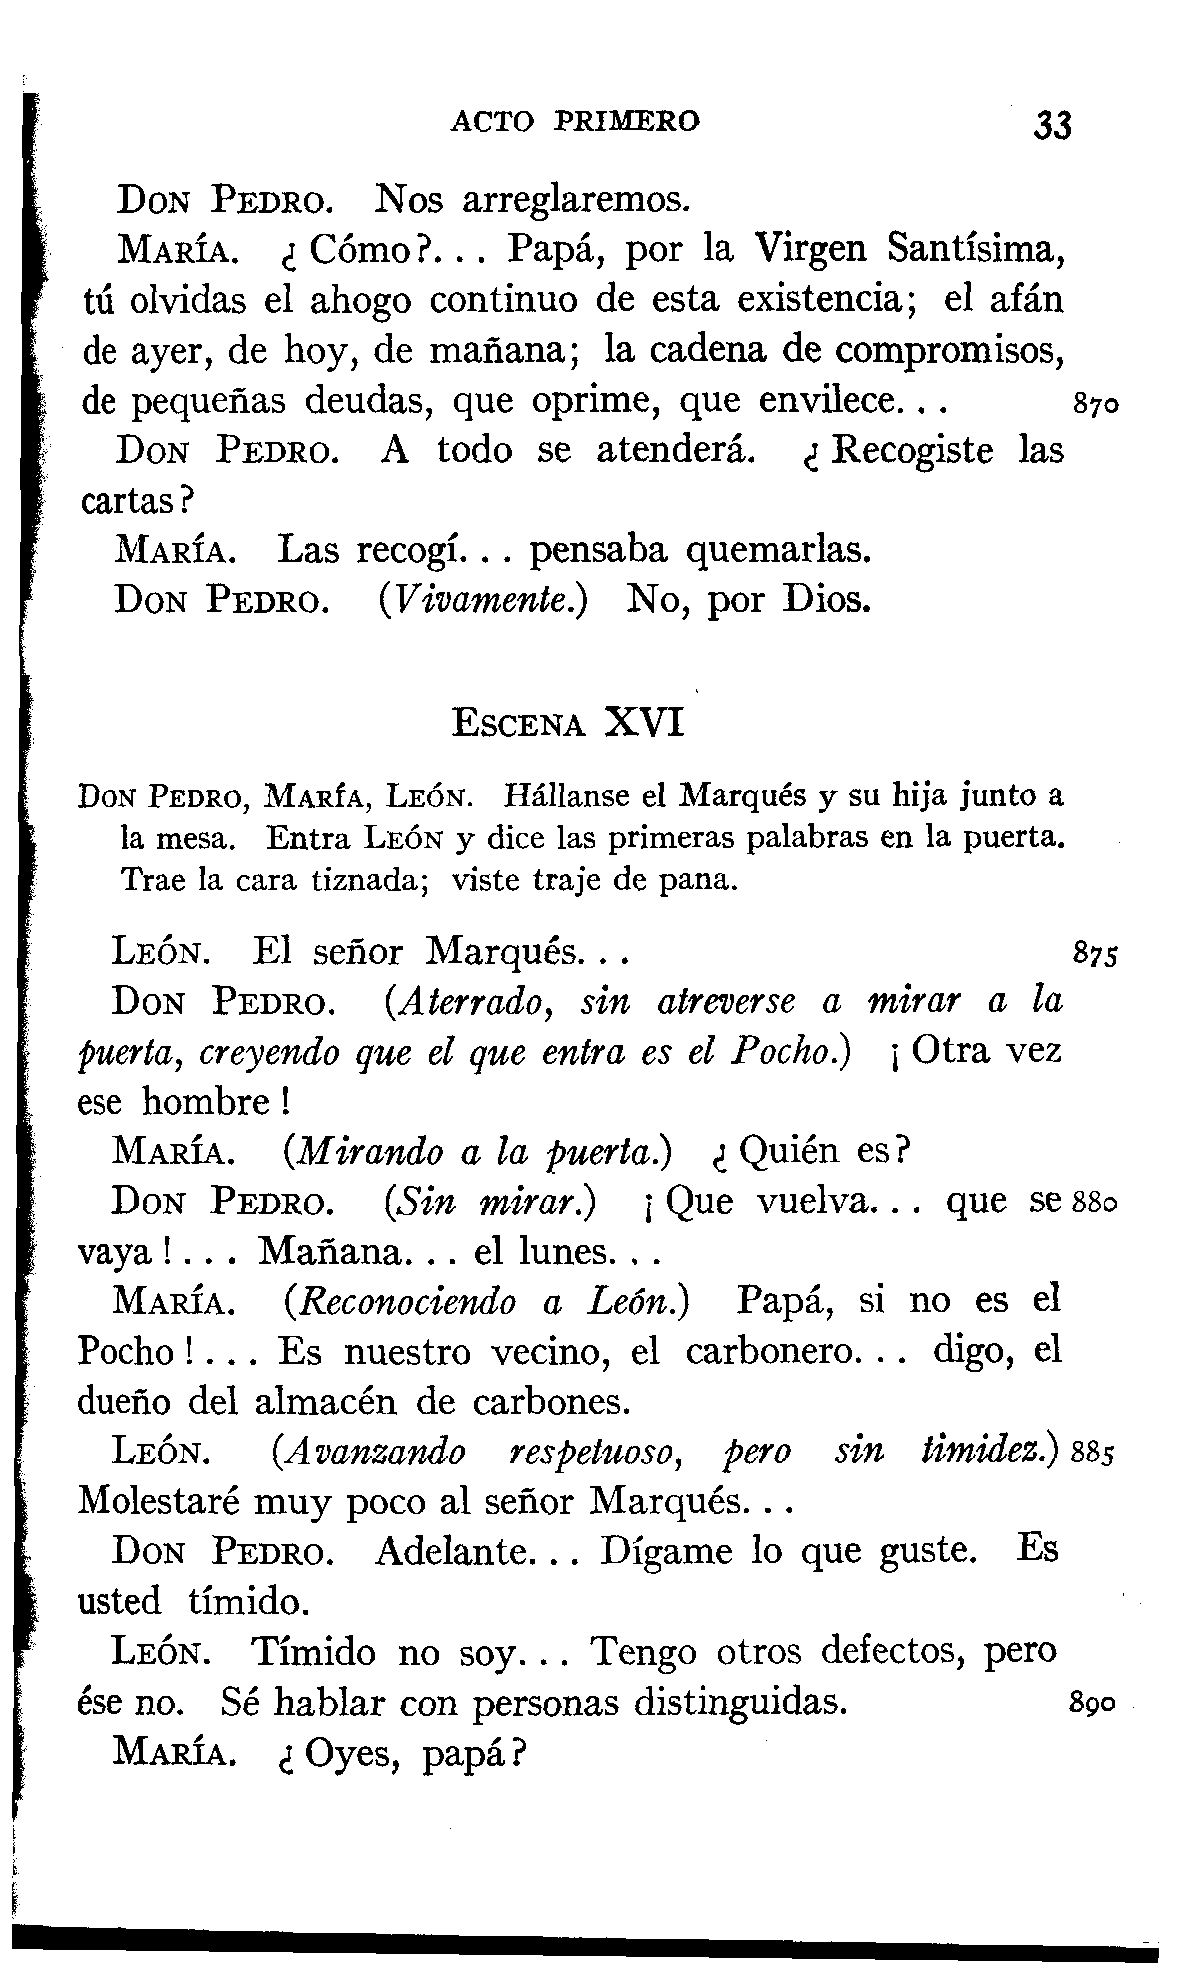 ACTO PRIMERO 33
DON PEDRO. Nos arreglaremos.
MARÍA. ¿ Cómo?. . . Papá, por la Virgen Santísima,
tú olvidas el ahogo continuo de esta existencia; el afán
de ayer, de hoy, de mañana; la cadena de compromisos,
de pequeñas deudas, que oprime, que envilece. . . 870
DON PEDRO. A todo se atenderá. ¿ Recogiste las
cartas?
MARÍA. Las recogí. . . pensaba quemarlas.
DON PEDRO. (Vivamente.) No, por Dios.
ESCENA XVI
DON PEDRO, MARÍA, LEÓN. Hállanse el Marqués y su hija junto a
la mesa. Entra LEÓN y dice las primeras palabras en la puerta.
Trae la cara tiznada; viste traje de pana.
LEÓN. El señor Marqués. . . 875
DON PEDRO. (Aterrado, sin atreverse a mirar a la
puerta, creyendo que el que entra es el Pocho.) ¡ Otra vez
ese hombre !
MARÍA. (Mirando a la puerta.) ¿ Quién es?
DON PEDRO. (Sin mirar.) ¡ Que vuelva. . . que se 880
vaya ! . . . Mañana. . . el lunes. . .
MARÍA. (Reconociendo a León.) Papá, si no es el
Pocho ! . . . Es nuestro vecino, el carbonero. . . digo, el
dueño del almacén de carbones.
LEÓN. (Avanzando respetuoso, pero sin timidez.) 885
Molestaré muy poco al señor Marqués. . .
DON PEDRO. Adelante. . . Dígame lo que guste. Es
usted tímido.
LEÓN. Tímido no soy. . . Tengo otros defectos, pero
ése no. Sé hablar con personas distinguidas. 890
MARÍA. ¿ Oyes, papá?